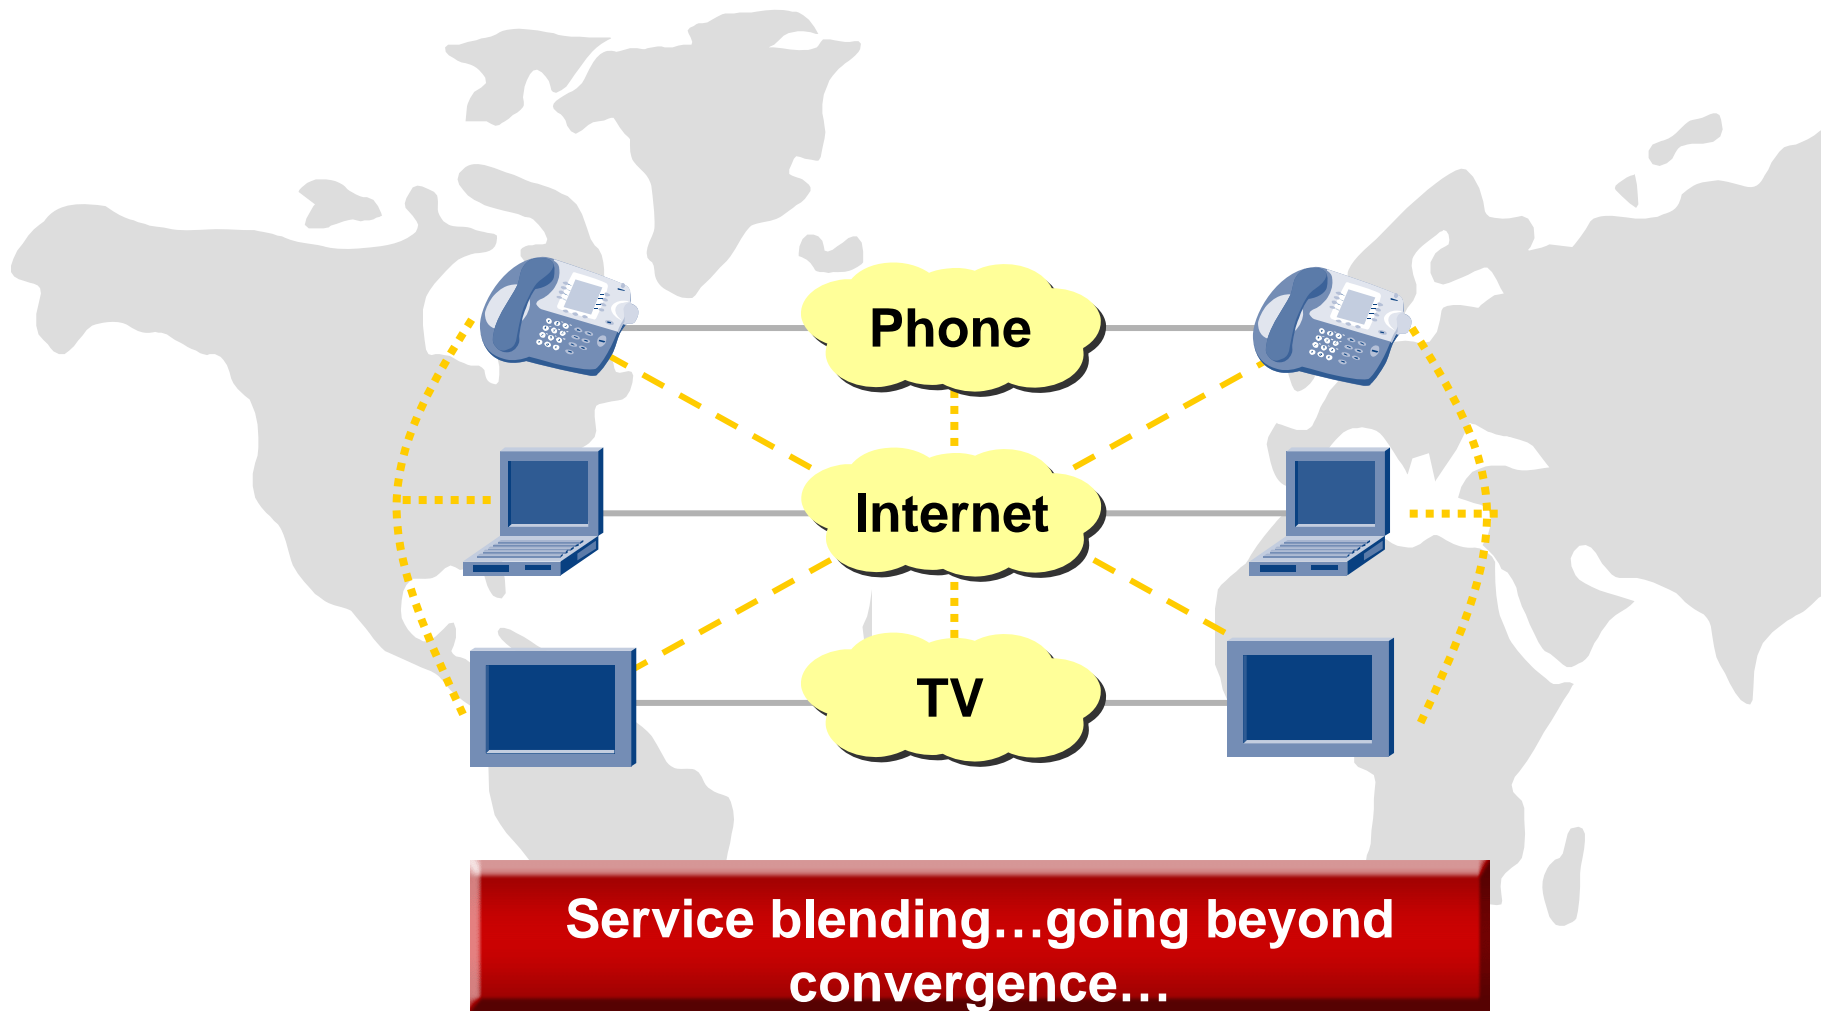 Phone
Internet
TV
Service blending…going beyond
convergence…